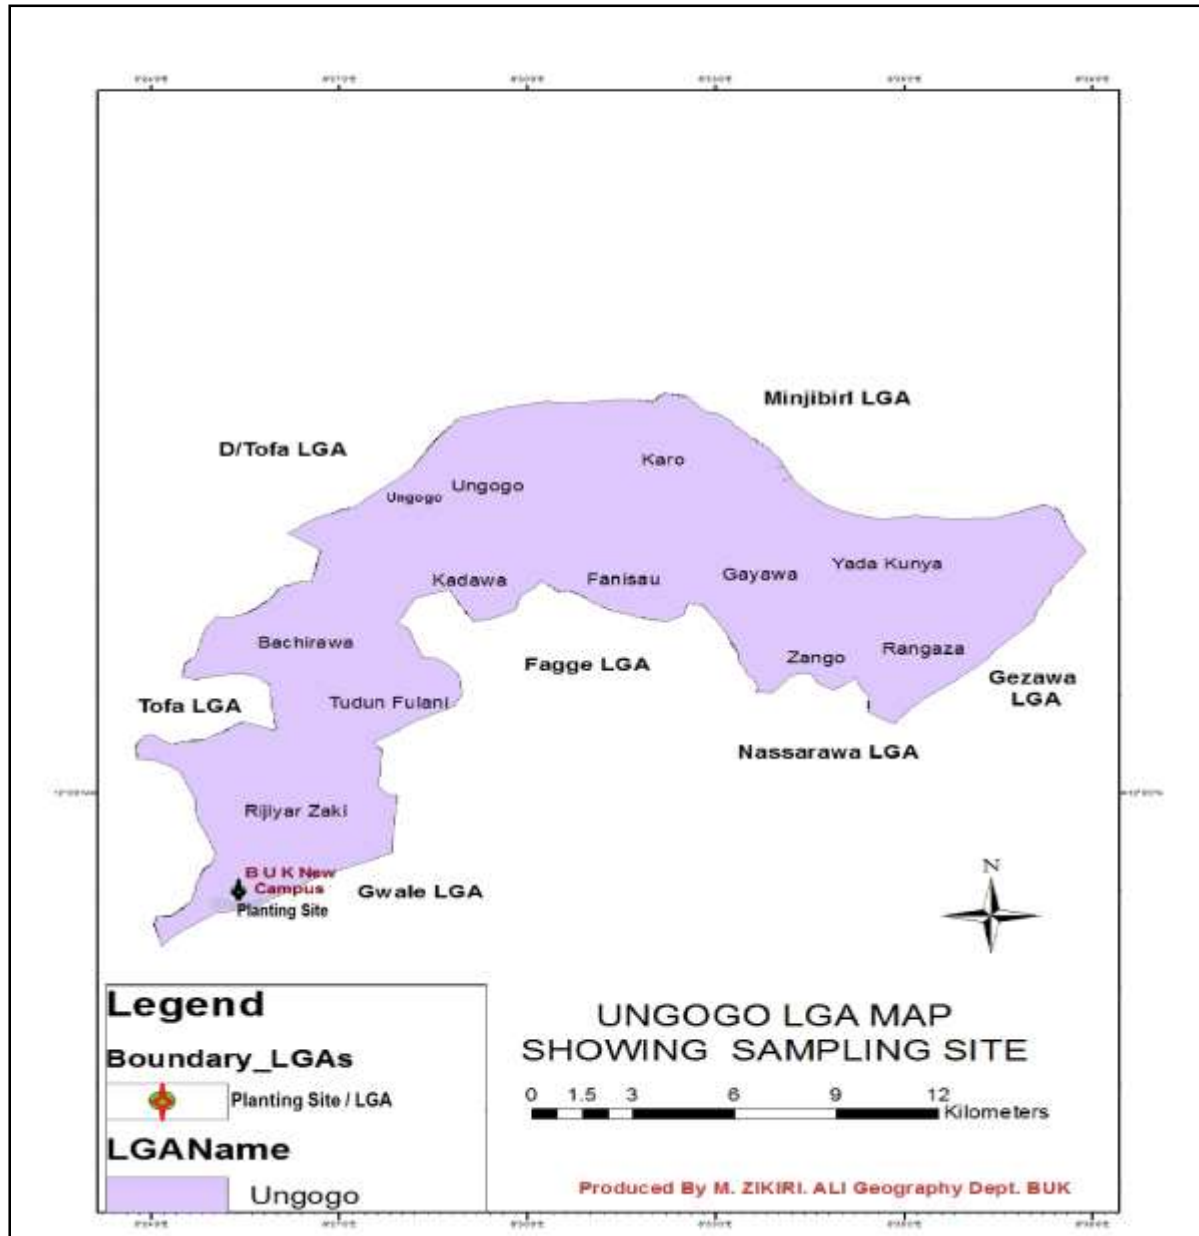 Minjibiri LGA
D/Tofa LGA
Karo
Ungogo
Ungogo
Yada Kunya
Gayawa
Kadawa
Fanisau
Bachirawa
Rangaza
Zango
Fagge LGA
Gezawa
LGA
Tudun Fulani
Tofa LGA
Nassarawa LGA
Rijiyar Zaki
B U K New
Campus
Gwale LGA
Planting Site
N
Legend
Boundary_LGAs
Planting Site / LGA
LGAName
Ungogo
UNGOGO LGA MAP
SHOWING SAMPLING SITE
0 1.5 3 6 9 12
Kilometers
Produced By M. ZIKIRI. ALI Geography Dept. BUK